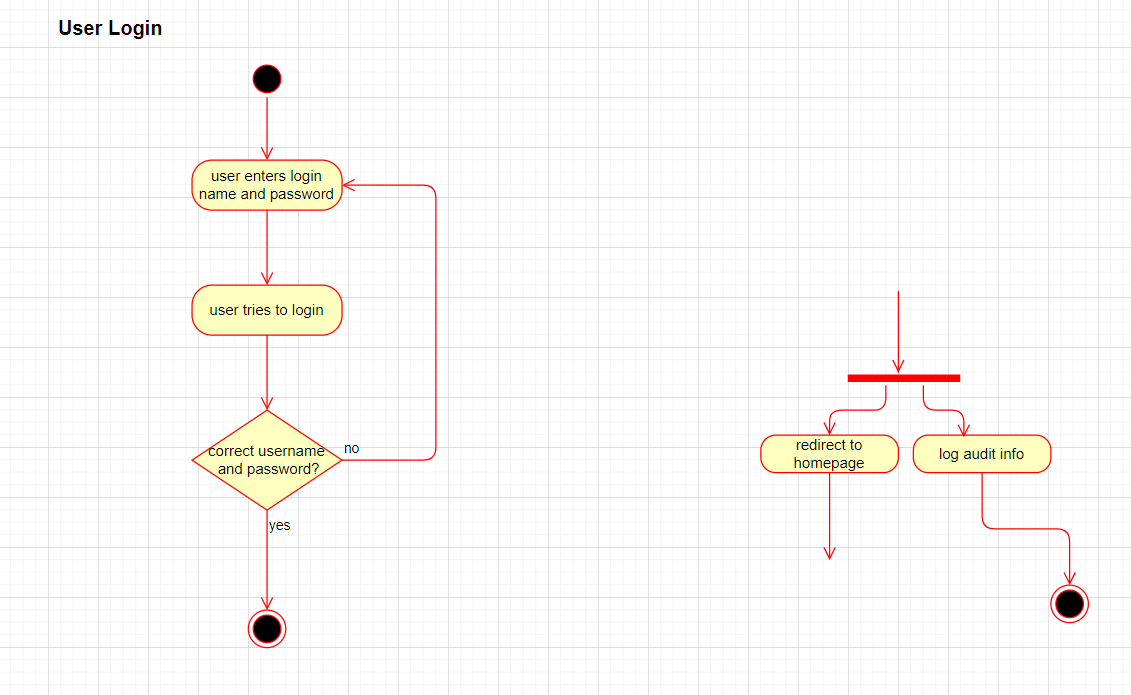 User Login
user enters login
name and password
user tries to login
correct username
and password?
no
yes
redirect to
homepage
log audit info